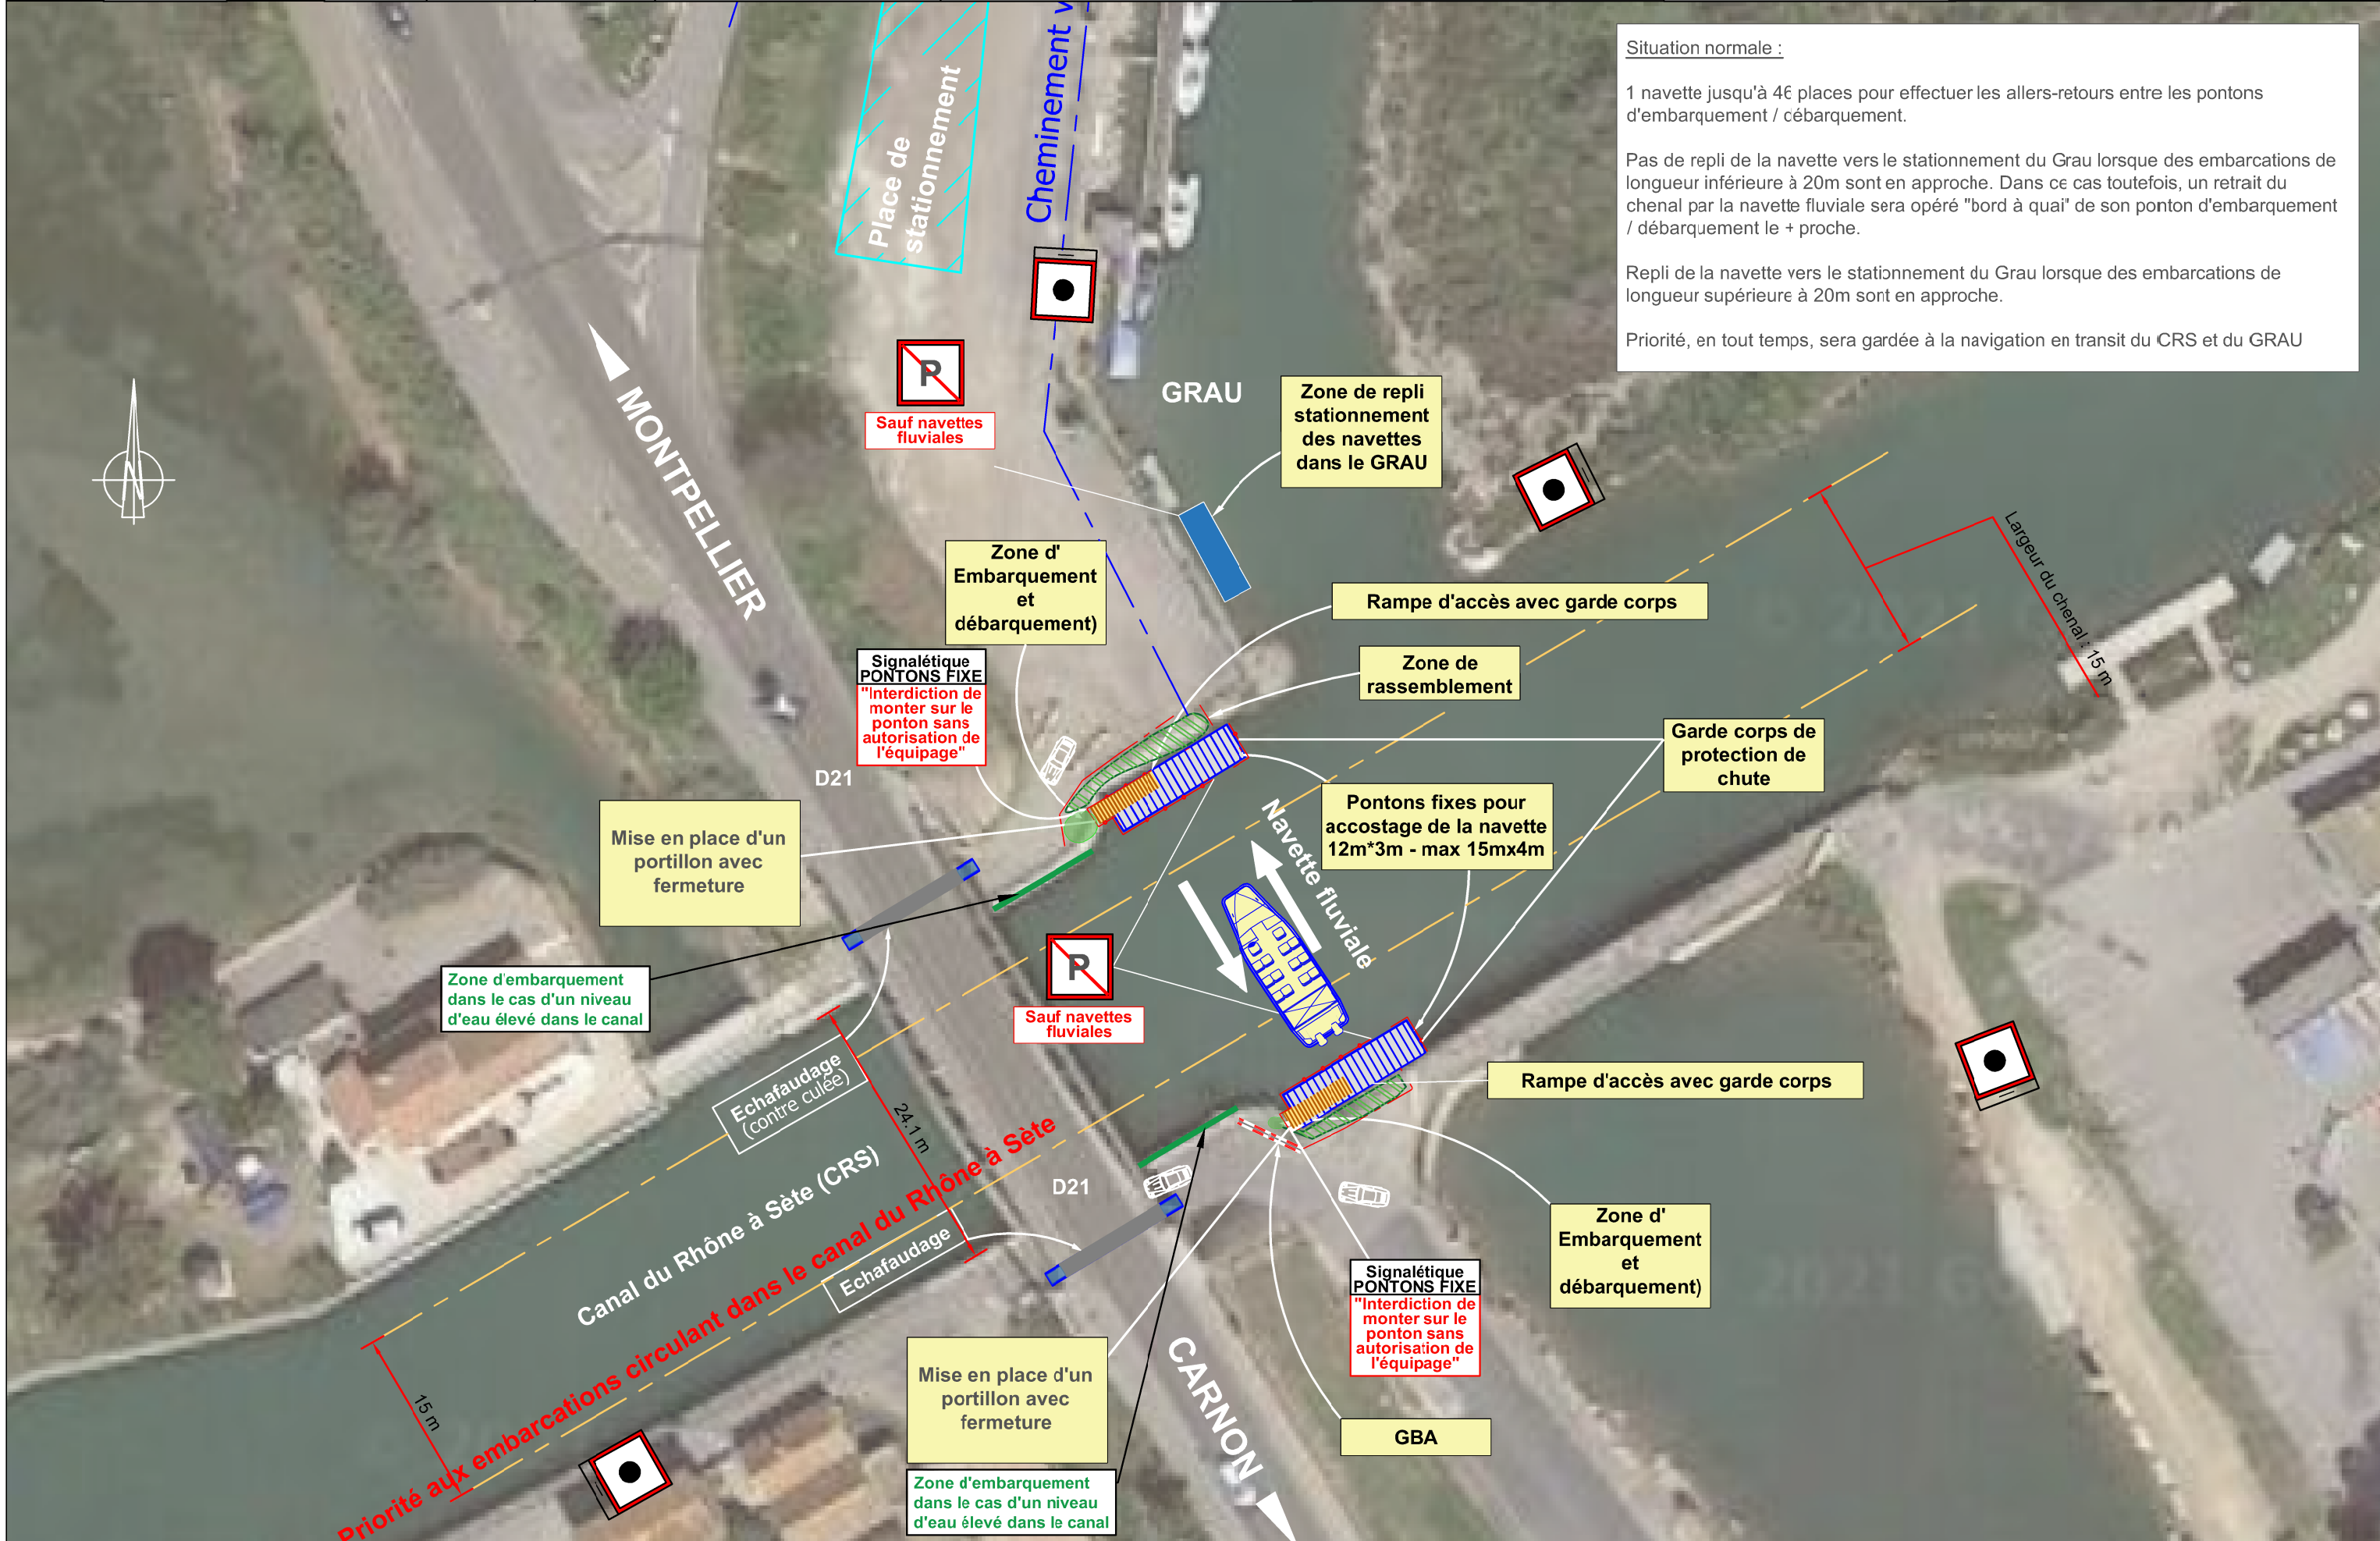 Situation normale :
1 navette jusqu'à 46 places pour effectuer les allers-retours entre les pontons
d'embarquement / débarquement.
Pas de repli de la navette vers le stationnement du Grau lorsque des embarcations de
longueur inférieure à 20m sont en approche. Dans ce cas toutefois, un retrait du
chenal par la navette fluviale sera opéré "bord à quai" de son ponton d'embarquement
/ débarquement le + proche.
Repli de la navette vers le stationnement du Grau lorsque des embarcations de
longueur supérieure à 20m sont en approche.
Priorité, en tout temps, sera gardée à la navigation en transit du CRS et du GRAU
Place de
stationnement
Cheminement v
P
Sauf navettes
fluviales
GRAU
Zone de repli
stationnement
des navettes
dans le GRAU
N
MONTPELLIER
Largeur du chenal : 15 m
Zone d'
Embarquement
et
débarquement)
Rampe d'accès avec garde corps
Zone de
rassemblement
Signalétique
PONTONS FIXE
"Interdiction de
monter sur le
ponton sans
autorisation de
l'équipage"
D21
Garde corps de
protection de
chute
Pontons fixes pour
accostage de la navette
12m*3m - max 15mx4m
Navette fluviale
Mise en place d'un
portillon avec
fermeture
Zone d'embarquement
dans le cas d'un niveau
d'eau élevé dans le canal
P
Sauf navettes
fluviales
Echafaudage
(contre culée)
24.1 m
Rampe d'accès avec garde corps
Canal du Rhône à Sète (CRS)
Priorité aux embarcations circulant dans le canal du Rhône à Sète
D21
Echafaudage
Zone d'
Embarquement
et
débarquement)
Signalétique
PONTONS FIXE
"Interdiction de
monter sur le
ponton sans
autorisation de
l'équipage"
15 m
Mise en place d'un
portillon avec
fermeture
CARNON
GBA
Zone d'embarquement
dans le cas d'un niveau
d'eau élevé dans le canal